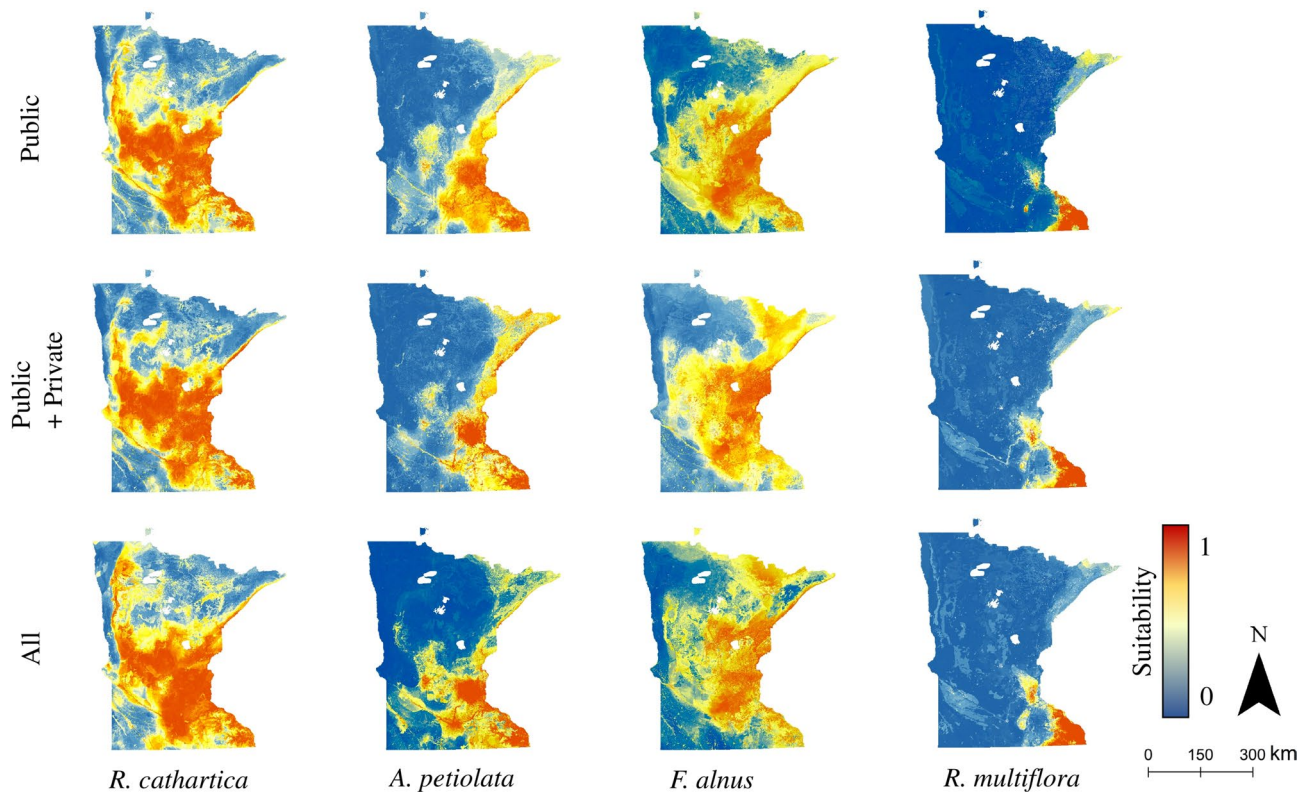 Public
Public
+ Private
All
Suitability
1
0
N
0 150 300 km
R. cathartica
A. petiolata
F. alnus
R. multiflora